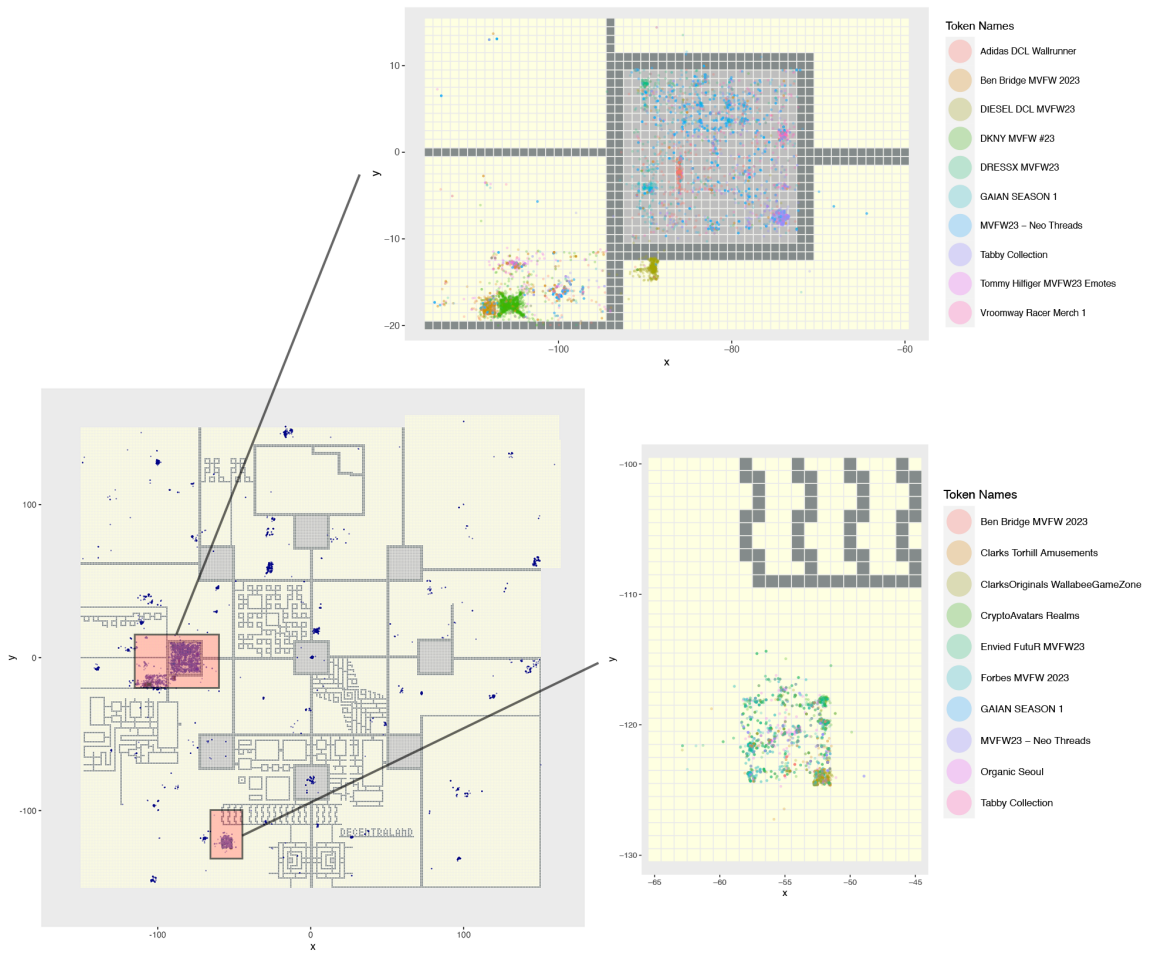 Token Names
Adidas DCL Wallrunner
Ben Bridge MVFW 2023
DIESEL DCL MVFW23
DKNY MVFW #23
DRESSX MVFW23
GAIAN SEASON 1
MVFW23 – Neo Threads
Tabby Collection
Tommy Hilfiger MVFW23 Emotes
Vroomway Racer Merch 1
10
0
−10
−20
y
−100
−80
−60
x
100
0
-100
y
-100
0
100
x
DECENTRALAND
−100
−110
−120
−130
y
−65
−60
−55
−50
−45
x
Token Names
Ben Bridge MVFW 2023
Clarks Torhill Amusements
ClarksOriginals WallabeeGameZone
CryptoAvatars Realms
Envied FutuR MVFW23
Forbes MVFW 2023
GAIAN SEASON 1
MVFW23 – Neo Threads
Organic Seoul
Tabby Collection